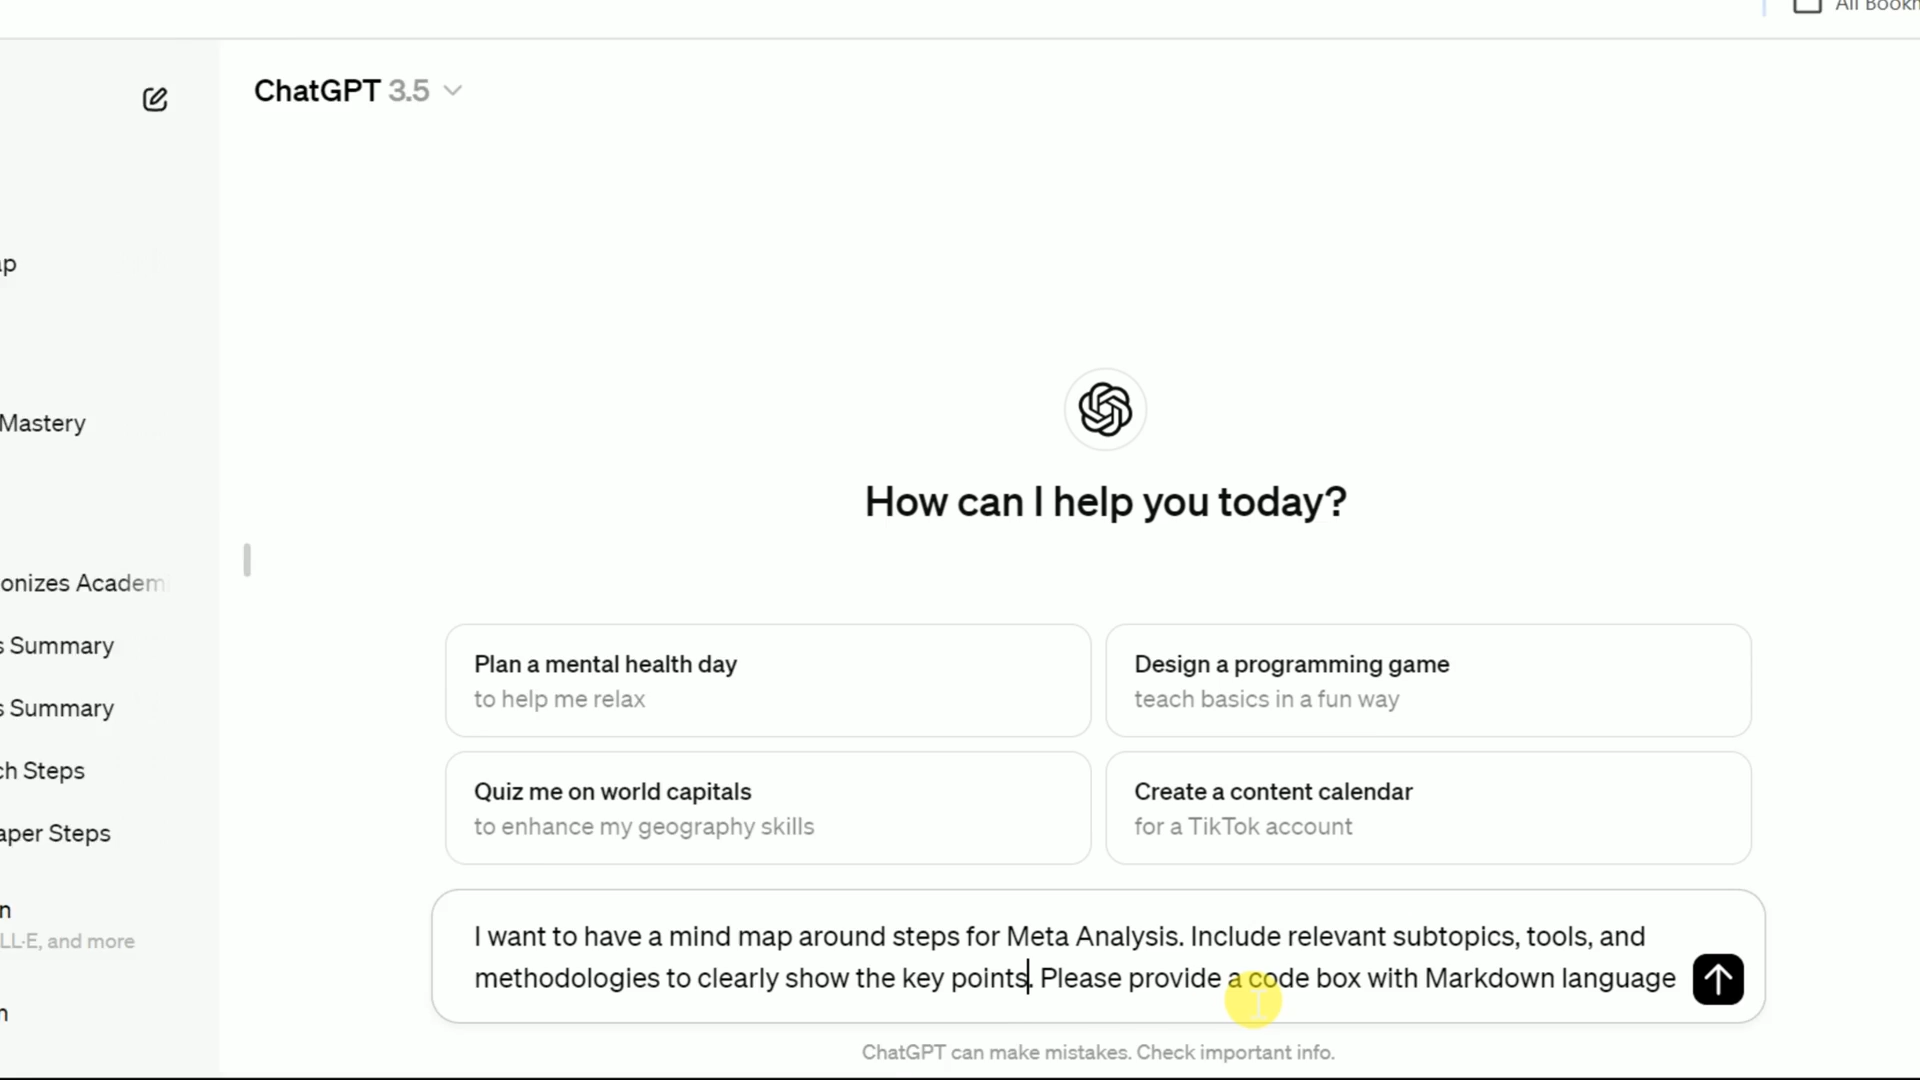 All Bookn
ChatGPT 3.5
ap
Mastery
onizes Academ
s Summary
s Summary
ch Steps
aper Steps
n
LL·E, and more
n
How can I help you today?
Plan a mental health day
to help me relax
Design a programming game
teach basics in a fun way
Quiz me on world capitals
to enhance my geography skills
Create a content calendar
for a TikTok account
I want to have a mind map around steps for Meta Analysis. Include relevant subtopics, tools, and
methodologies to clearly show the key points. Please provide a code box with Markdown language
ChatGPT can make mistakes. Check important info.